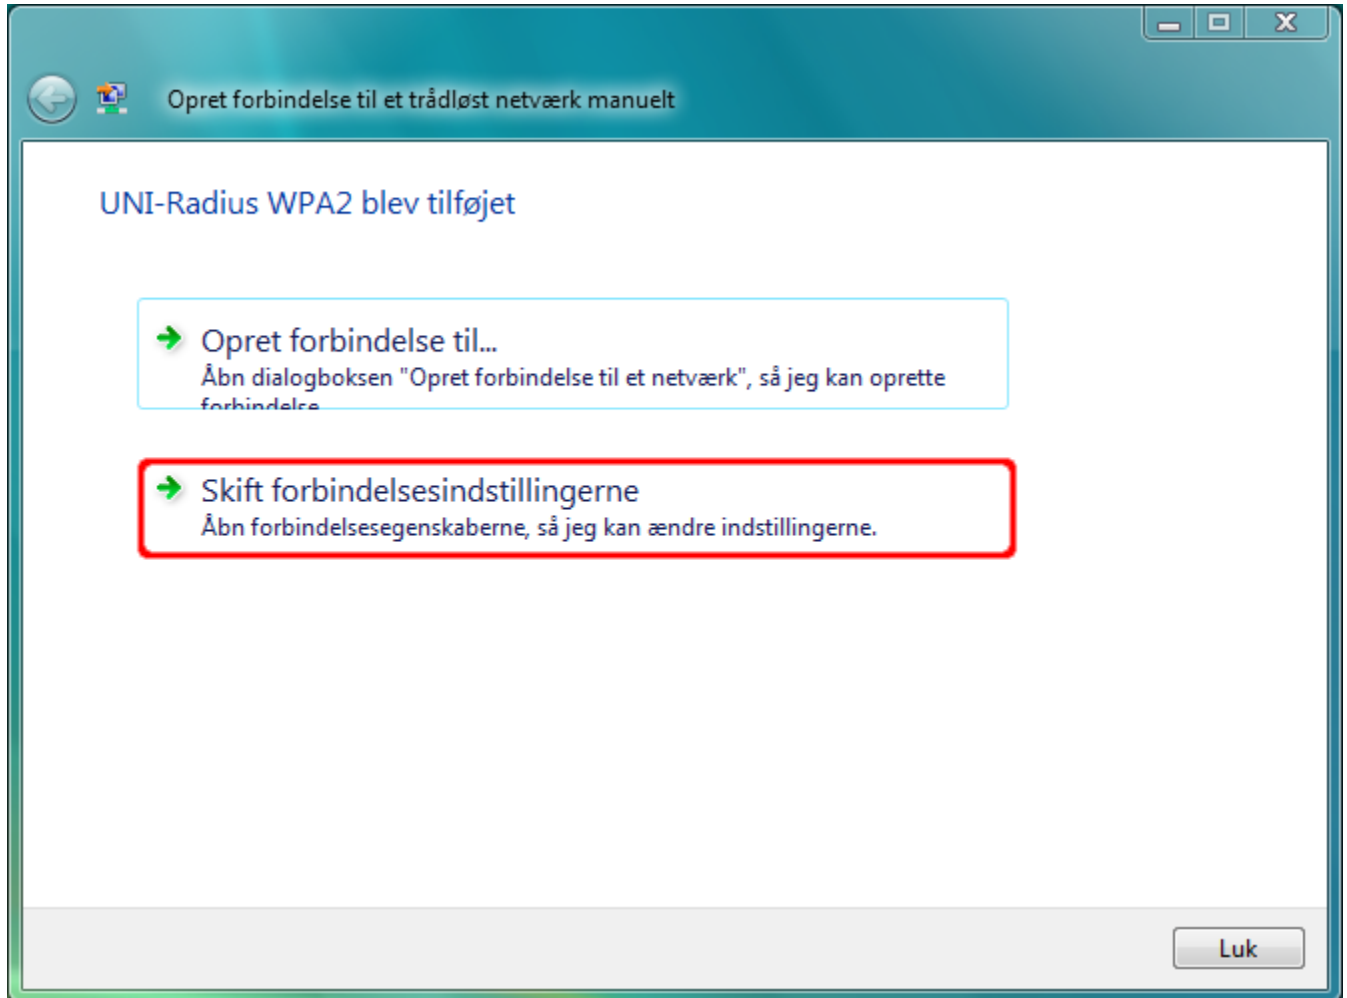 Opret forbindelse til et trådløst netværk manuelt
UNI-Radius WPA2 blev tilføjet
Opret forbindelse til...
Åbn dialogboksen "Opret forbindelse til et netværk", så jeg kan oprette
forbindelse
Skift forbindelsesindstillingerne
Åbn forbindelsesegenskaberne, så jeg kan ændre indstillingerne.
Luk